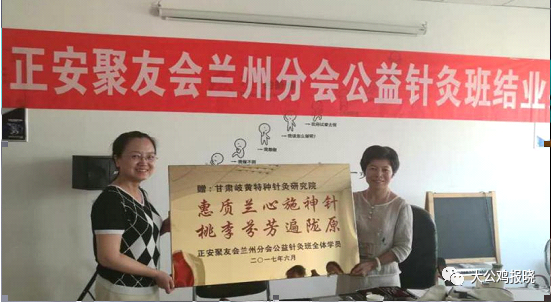 正安聚友会兰州分会公益针灸班结业
赠:甘肃岐黄特种针灸研究院
惠质兰心施神针
桃李芬芳遍陇原
正安聚友会兰州分会公益针灸班全体学员
二〇一七年六月
大公鸡报晓